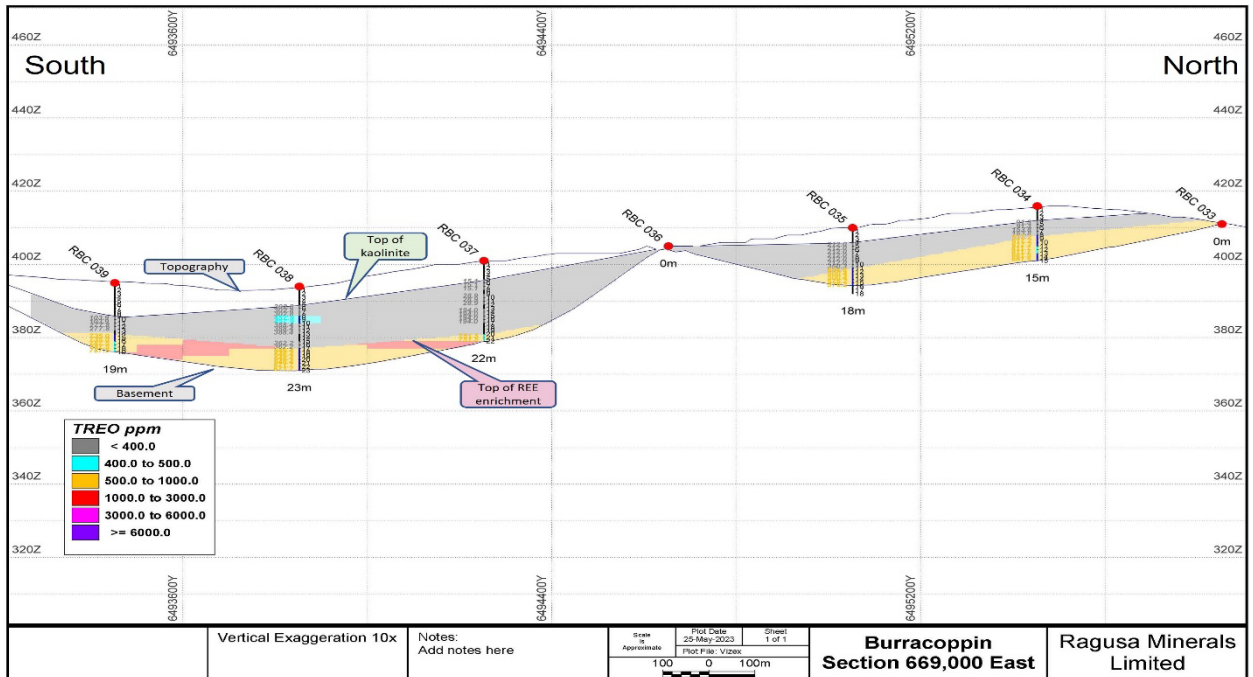 6493600Y
6494400Y
6495200Y
460Z
460Z
South
North
440Z
440Z
420Z
420Z
RBC 039
RBC 038
RBC 037
RBC 036
RBC 035
RBC 034
RBC 033
Topography
Top of
kaolinite
400Z
400Z
0m
0m
15m
18m
380Z
380Z
19m
23m
22m
Basement
Top of REE
enrichment
360Z
360Z
TREO ppm
< 400.0
400.0 to 500.0
500.0 to 1000.0
1000.0 to 3000.0
3000.0 to 6000.0
>= 6000.0
340Z
340Z
320Z
320Z
6493600Y
6494400Y
6495200Y
Vertical Exaggeration 10x
Notes:
Add notes here
Scale
is
Approximate
Plot Date
25-May-2023
Sheet
1 of 1
Plot File: Vizex
100 0 100m
Burracoppin
Section 669,000 East
Ragusa Minerals
Limited